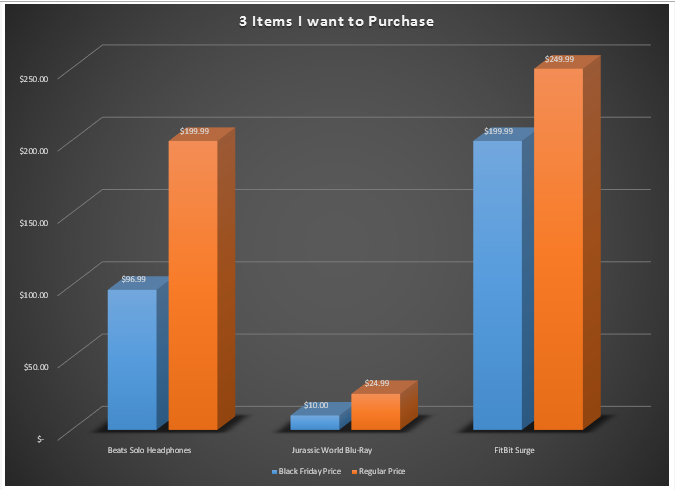 3 Items I want to Purchase
$250.00
$200.00
$150.00
$100.00
$50.00
$-
$96.99
$199.99
$10.00
$24.99
$199.99
$249.99
Beats Solo Headphones
Jurassic World Blu-Ray
FitBit Surge
Black Friday Price
Regular Price